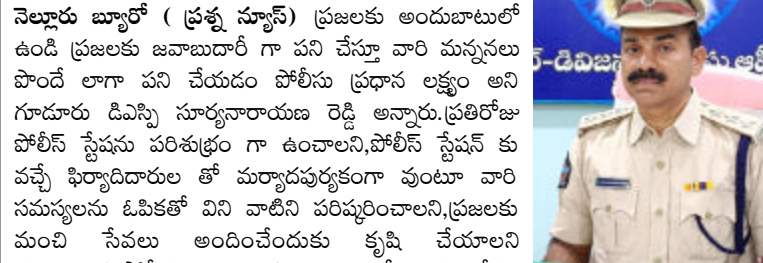 నెల్లూరు బ్యూరో ( ప్రశ్న న్యూస్) ప్రజలకు అందుబాటులో
ఉండి ప్రజలకు జవాబుదారీ గా పని చేస్తూ వారి మన్ననలు
పొందే లాగా పని చేయడం పోలీసు ప్రధాన లక్ష్యం అని
గూడూరు డిఎస్పి సూర్యనారాయణ రెడ్డి అన్నారు.ప్రతిరోజు
పోలీస్ స్టేషను పరిశుభ్రం గా ఉంచాలని,పోలీస్ స్టేషన్ కు
వచ్చే ఫిర్యాదిదారుల తో మర్యాదపుర్యకంగా వుంటూ వారి
సమస్యలను ఓపికతో విని వాటిని పరిష్కరించాలని,ప్రజలకు
మంచి సేవలు అందించేందుకు కృషి చేయాలని